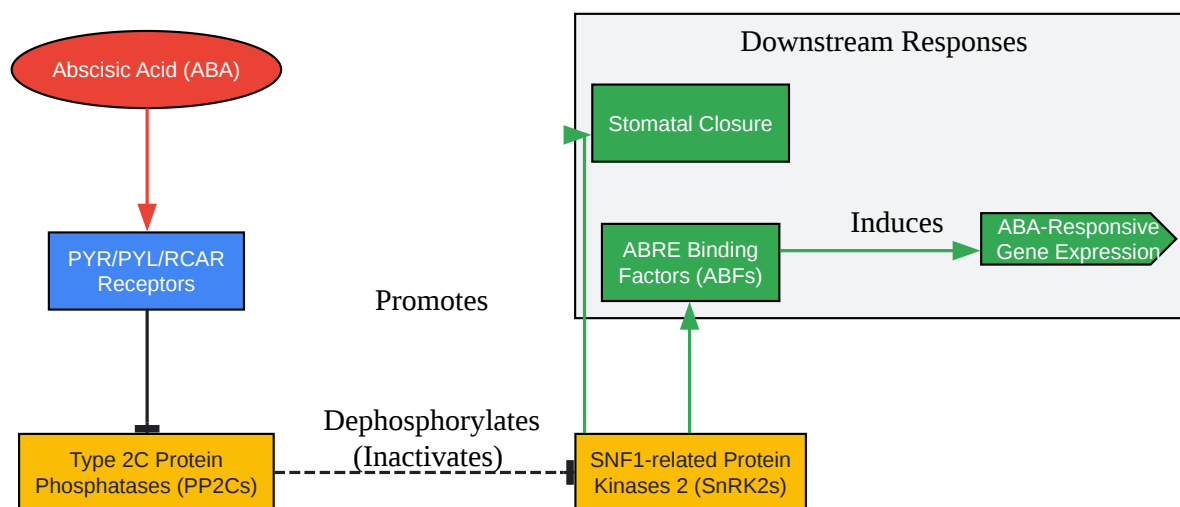 Downstream Responses
Abscisic Acid (ABA)
Stomatal Closure
PYR/PYL/RCAR
Receptors
ABRE Binding
Factors (ABFs)
Induces
ABA-Responsive
Gene Expression
Promotes
Dephosphorylates
(Inactivates)
Type 2C Protein
Phosphatases (PP2Cs)
SNF1-related Protein
Kinases 2 (SnRK2s)